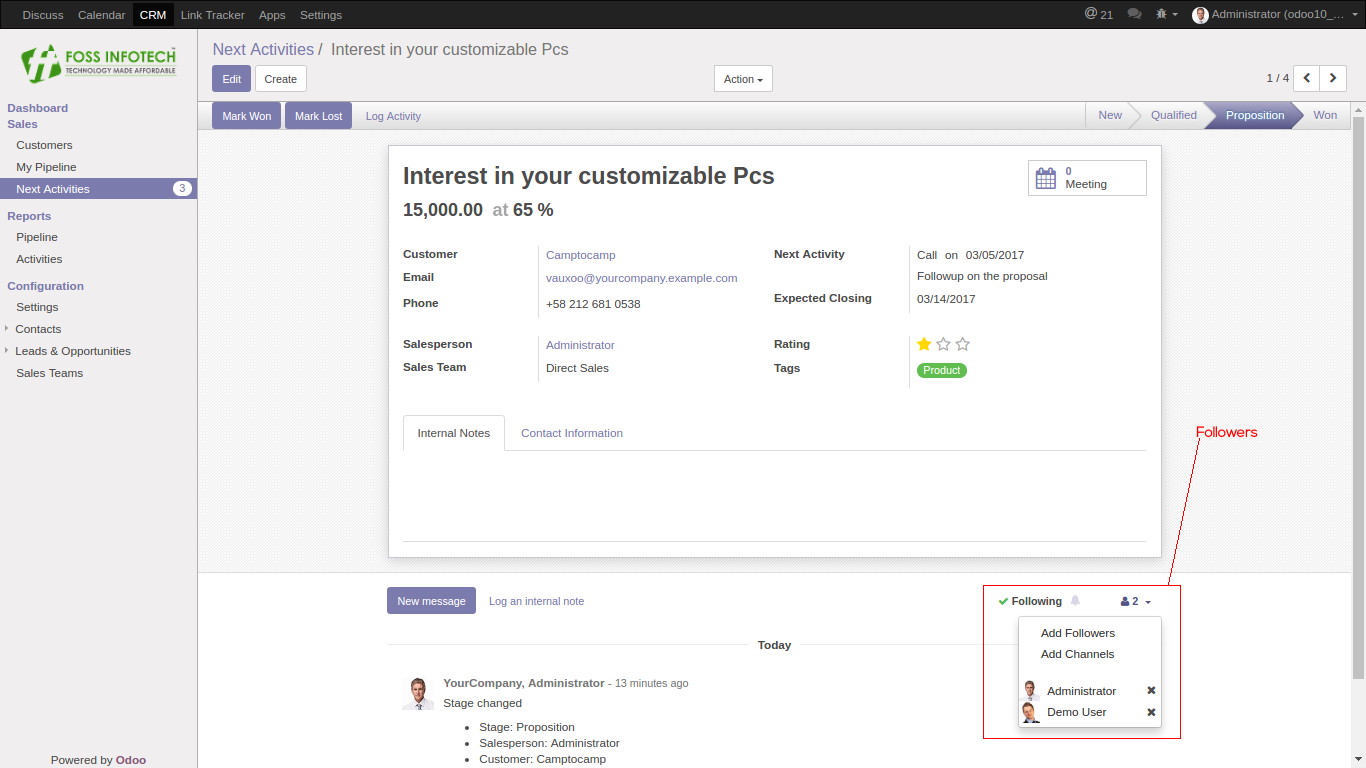 Discuss Calendar CRM Link Tracker Apps Settings @ 21 Administrator (odoo10_...
FOSS INFOTECH™
TECHNOLOGY MADE AFFORDABLE
Dashboard
Sales
Customers
My Pipeline
Next Activities 3
Reports
Pipeline
Activities
Configuration
Settings
Contacts
Leads & Opportunities
Sales Teams
Powered by Odoo
Next Activities / Interest in your customizable Pcs
Edit Create Action 1 / 4
Mark Won Mark Lost Log Activity New Qualified Proposition Won
Interest in your customizable Pcs
0
Meeting
15,000.00 at 65 %
Customer Camptocamp
Email vauxoo@yourcompany.example.com
Phone +58 212 681 0538
Next Activity Call on 03/05/2017
Followup on the proposal
Expected Closing 03/14/2017
Salesperson Administrator
Sales Team Direct Sales
Rating
Tags Product
Internal Notes Contact Information
Followers
New message Log an internal note Following 2
Add Followers
Add Channels
Administrator
Demo User
Today
YourCompany, Administrator - 13 minutes ago
Stage changed
• Stage: Proposition
• Salesperson: Administrator
• Customer: Camptocamp